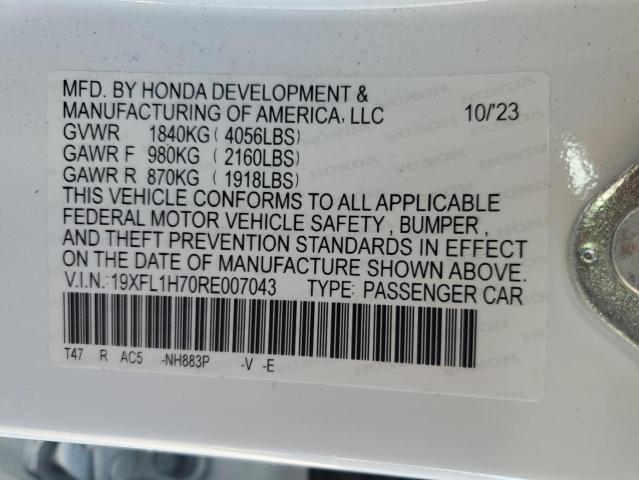 MFD. BY HONDA DEVELOPMENT &
MANUFACTURING OF AMERICA, LLC 10/'23
GVWR 1840KG ( 4056LBS)
GAWR F 980KG ( 2160LBS)
GAWR R 870KG ( 1918LBS)
THIS VEHICLE CONFORMS TO ALL APPLICABLE
FEDERAL MOTOR VEHICLE SAFETY , BUMPER ,
AND THEFT PREVENTION STANDARDS IN EFFECT
ON THE DATE OF MANUFACTURE SHOWN ABOVE.
V.I.N.:19XFL1H70RE007043 TYPE: PASSENGER CAR
T47 R AC5 -NH883P -V -E